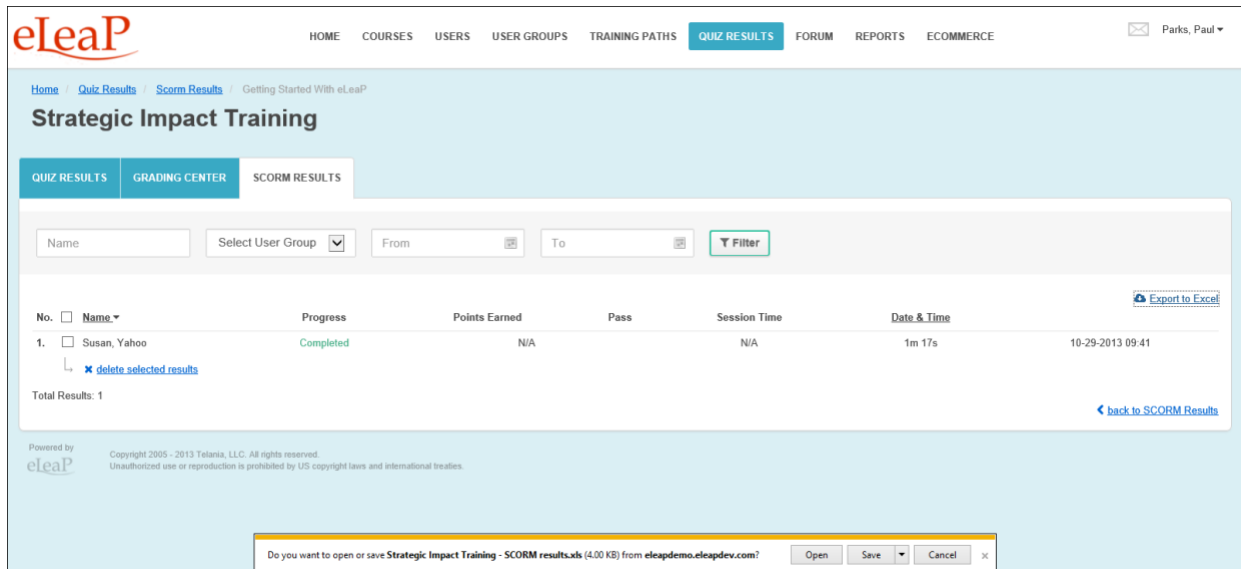 eLeaP
HOME COURSES USERS USER GROUPS TRAINING PATHS QUIZ RESULTS FORUM REPORTS ECOMMERCE
Parks, Paul
Home / Quiz Results / Scorm Results / Getting Started With eLeaP
Strategic Impact Training
QUIZ RESULTS GRADING CENTER SCORM RESULTS
Name Select User Group From To Filter
Export to Excel
No. Name Progress Points Earned Pass Session Time Date & Time
1. Susan, Yahoo Completed N/A N/A 1m 17s 10-29-2013 09:41
delete selected results
Total Results: 1
back to SCORM Results
Powered by
eLeaP
Copyright 2005 - 2013 Telania, LLC. All rights reserved.
Unauthorized use or reproduction is prohibited by US copyright laws and international treaties.
Do you want to open or save Strategic Impact Training - SCORM results.xls (4.00 KB) from eleapdemo.eleapdev.com? Open Save Cancel ×